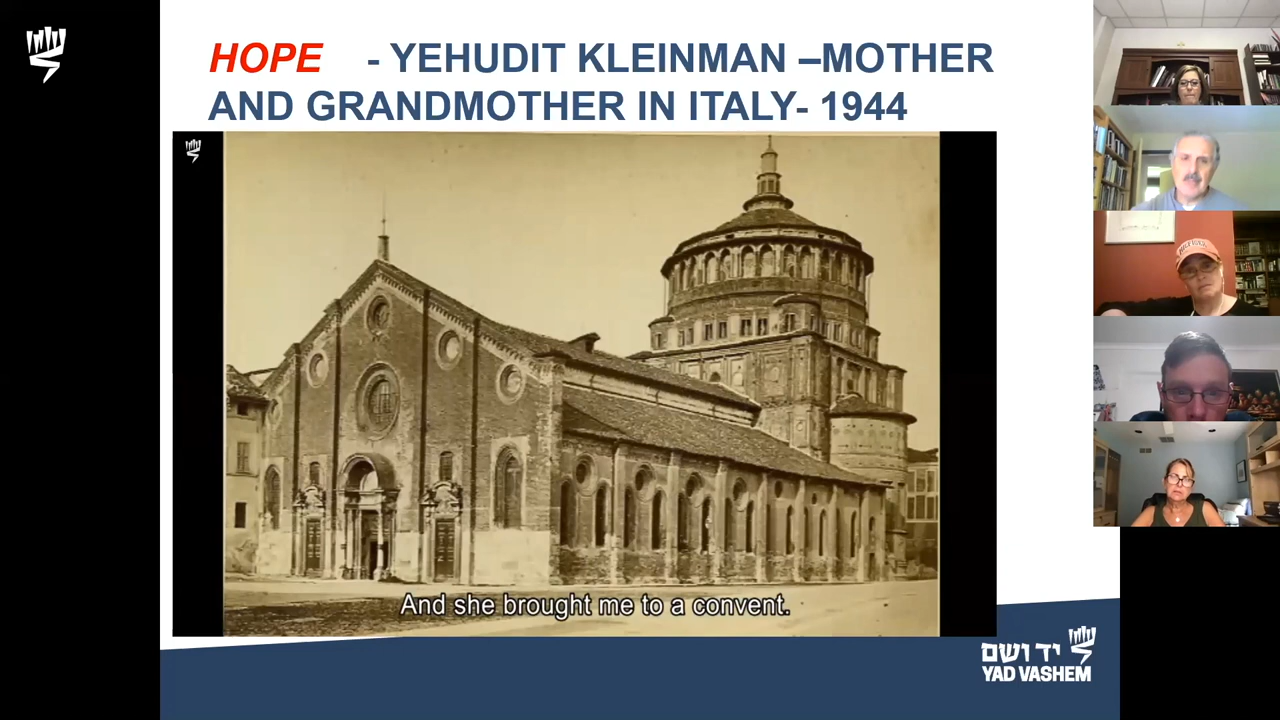 HOPE - YEHUDIT KLEINMAN –MOTHER
AND GRANDMOTHER IN ITALY- 1944
And she brought me to a convent.
יד ושם
YAD VASHEM